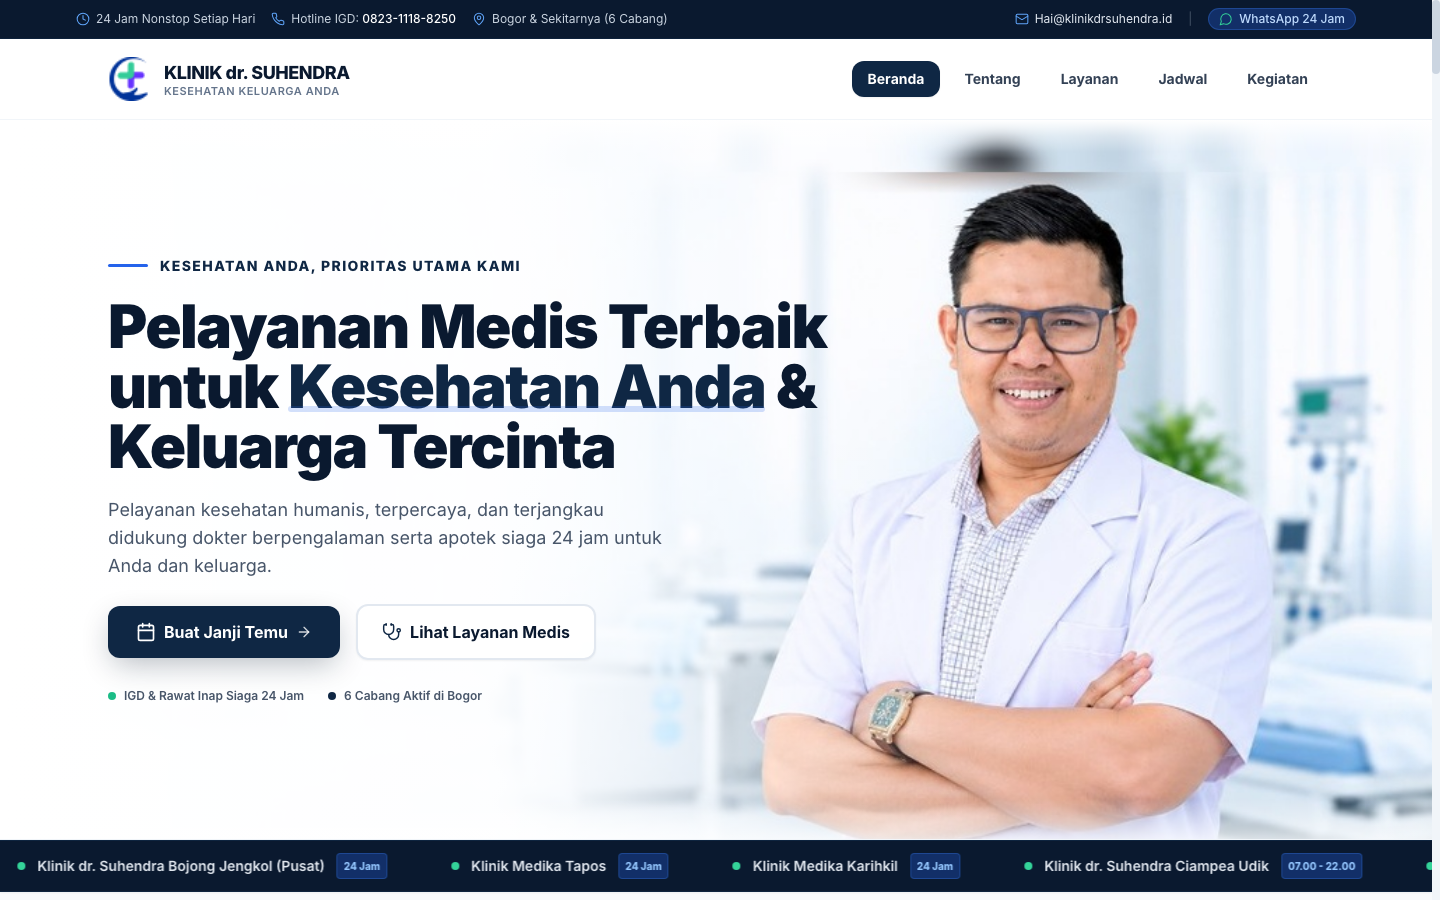 24 Jam Nonstop Setiap Hari
Hotline IGD: 0823-1118-8250
Bogor & Sekitarnya (6 Cabang)
Hai@klinikdrsuhendra.id
WhatsApp 24 Jam
KLINIK dr. SUHENDRA
KESEHATAN KELUARGA ANDA
Beranda
Tentang
Layanan
Jadwal
Kegiatan
KESEHATAN ANDA, PRIORITAS UTAMA KAMI
Pelayanan Medis Terbaik
untuk Kesehatan Anda &
Keluarga Tercinta
Pelayanan kesehatan humanis, terpercaya, dan terjangkau
didukung dokter berpengalaman serta apotek siaga 24 jam untuk
Anda dan keluarga.
Buat Janji Temu
Lihat Layanan Medis
IGD & Rawat Inap Siaga 24 Jam
6 Cabang Aktif di Bogor
Klinik dr. Suhendra Bojong Jengkol (Pusat) 24 Jam
Klinik Medika Tapos 24 Jam
Klinik Medika Karihkil 24 Jam
Klinik dr. Suhendra Ciampea Udik 07.00 - 22.00